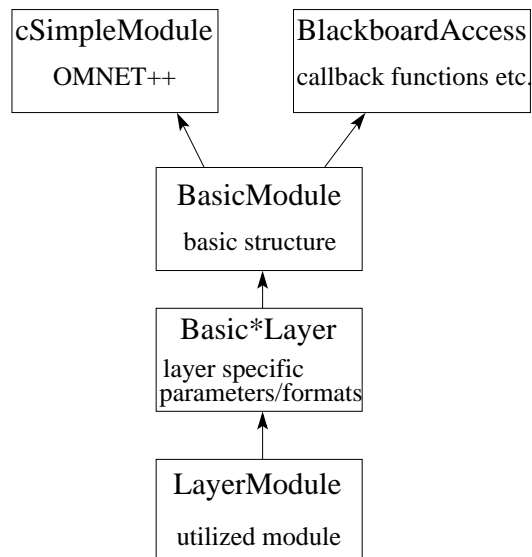 cSimpleModule
OMNET++
BlackboardAccess
callback functions etc.
BasicModule
basic structure
Basic*Layer
layer specific
parameters/formats
LayerModule
utilized module